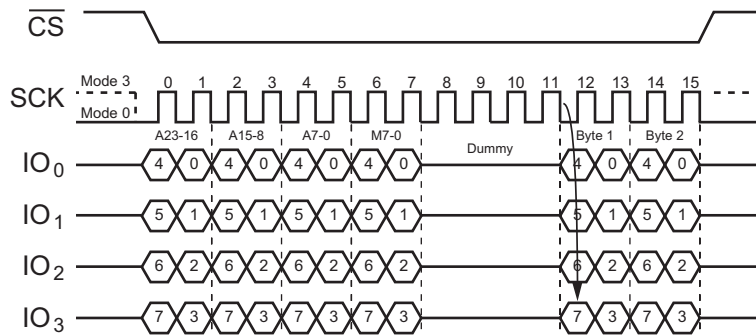 CS
0 1 2 3 4 5 6 7 8 9 10 11 12 13 14 15
Mode 3
SCK
Mode 0
A23-16 A15-8 A7-0 M7-0 Dummy Byte 1 Byte 2
IO0 4 0 4 0 4 0 4 0 4 0 4 0
IO1 5 1 5 1 5 1 5 1 5 1 5 1
IO2 6 2 6 2 6 2 6 2 6 2 6 2
IO3 7 3 7 3 7 3 7 3 7 3 7 3